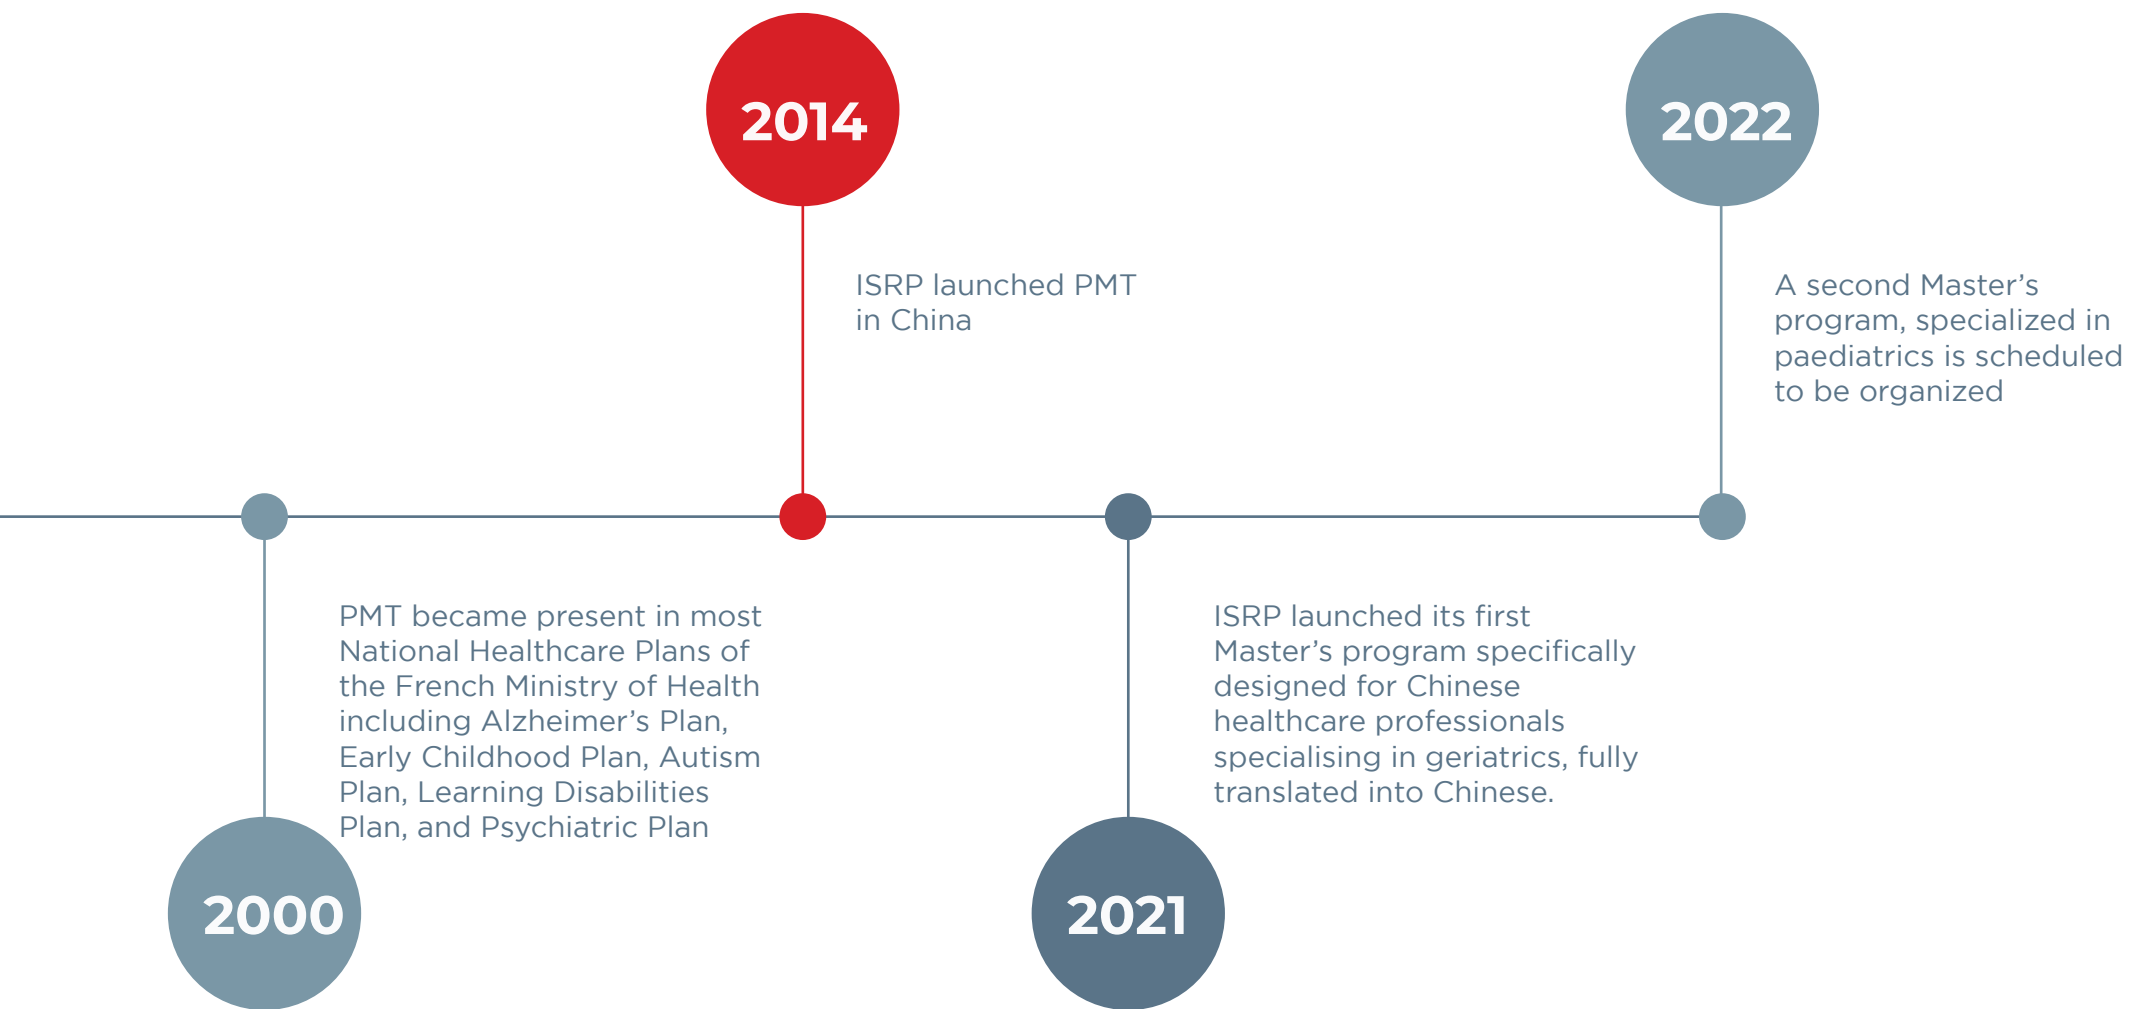 2014
ISRP launched PMT
in China
2022
A second Master’s
program, specialized in
paediatrics is scheduled
to be organized
PMT became present in most
National Healthcare Plans of
the French Ministry of Health
including Alzheimer’s Plan,
Early Childhood Plan, Autism
Plan, Learning Disabilities
Plan, and Psychiatric Plan
2000
ISRP launched its first
Master’s program specifically
designed for Chinese
healthcare professionals
specialising in geriatrics, fully
translated into Chinese.
2021